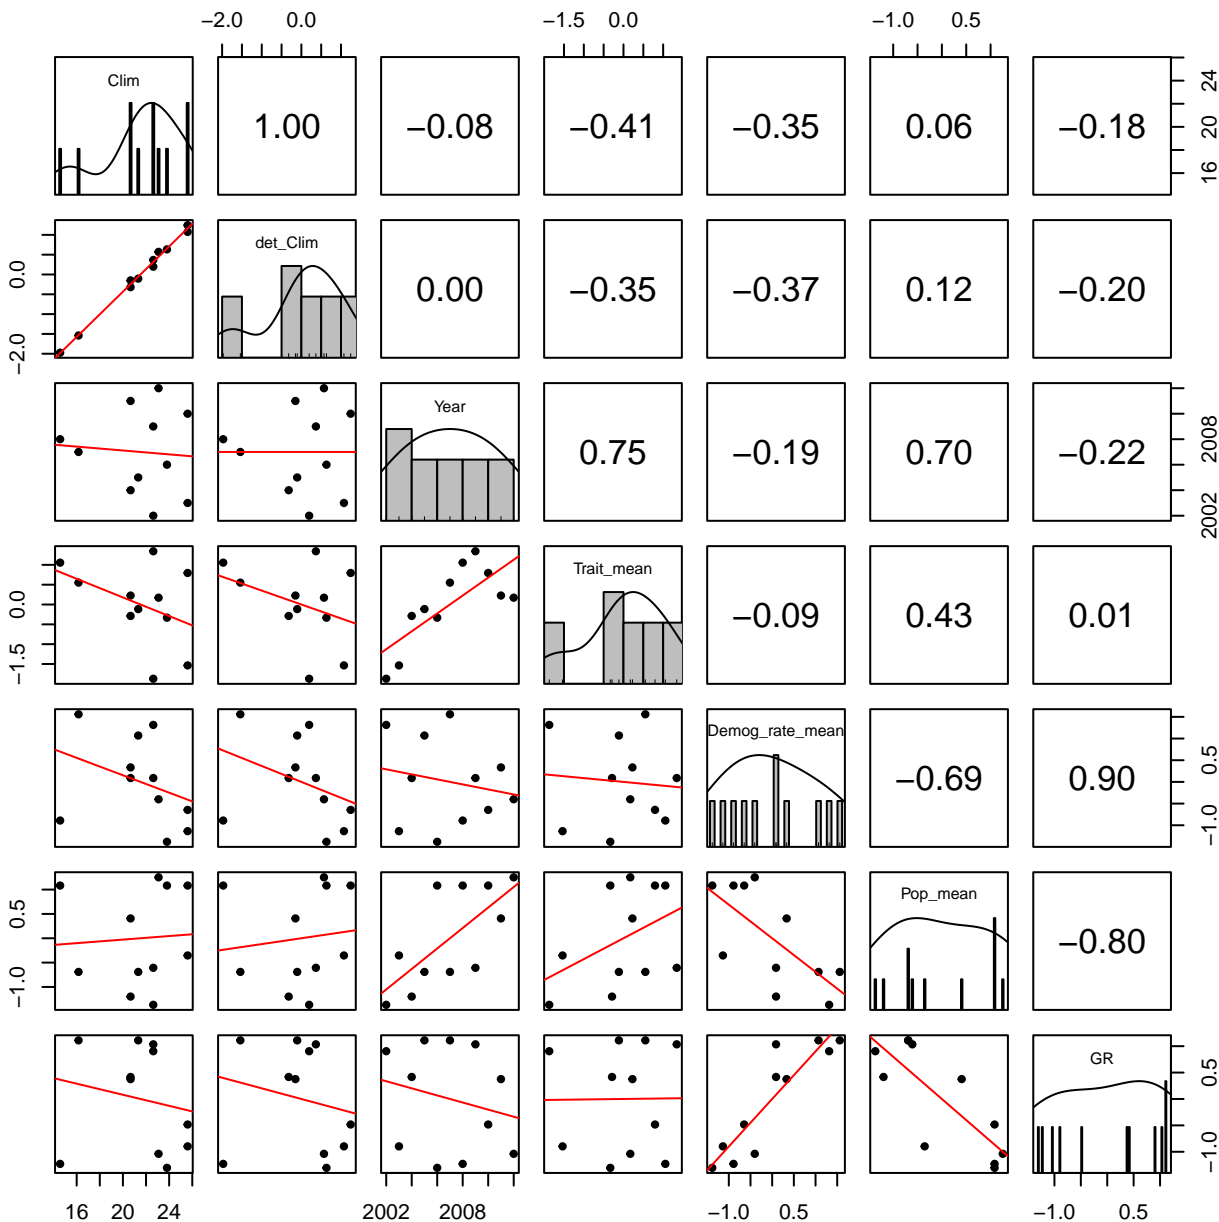 −2.0 0.0 −1.5 0.0 −1.0 0.5
Clim 1.00 −0.08 −0.41 −0.35 0.06 −0.18 16 20 24
−2.0 0.0 det_Clim 0.00 −0.35 −0.37 0.12 −0.20
Year 0.75 −0.19 0.70 −0.22 2002 2008
−1.5 0.0 Trait_mean −0.09 0.43 0.01
Demog_rate_mean −0.69 0.90 −1.0 0.5
−1.0 0.5 Pop_mean −0.80
GR −1.0 0.5
16 20 24 2002 2008 −1.0 0.5 −1.0 0.5